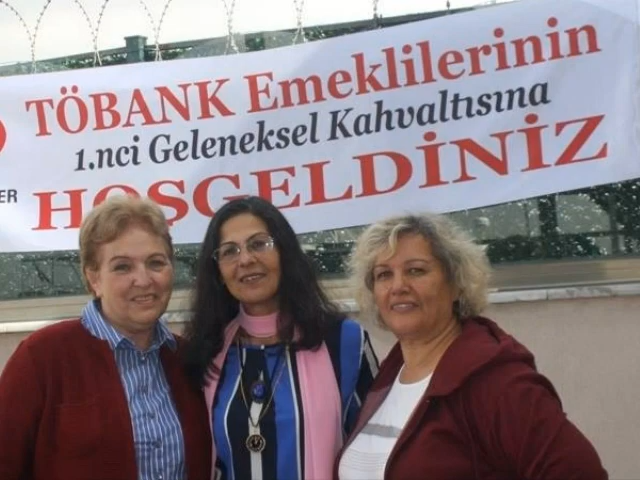 TÖBANK Emeklilerinin
1.nci Geleneksel Kahvaltısına
HOŞGELDİNİZ